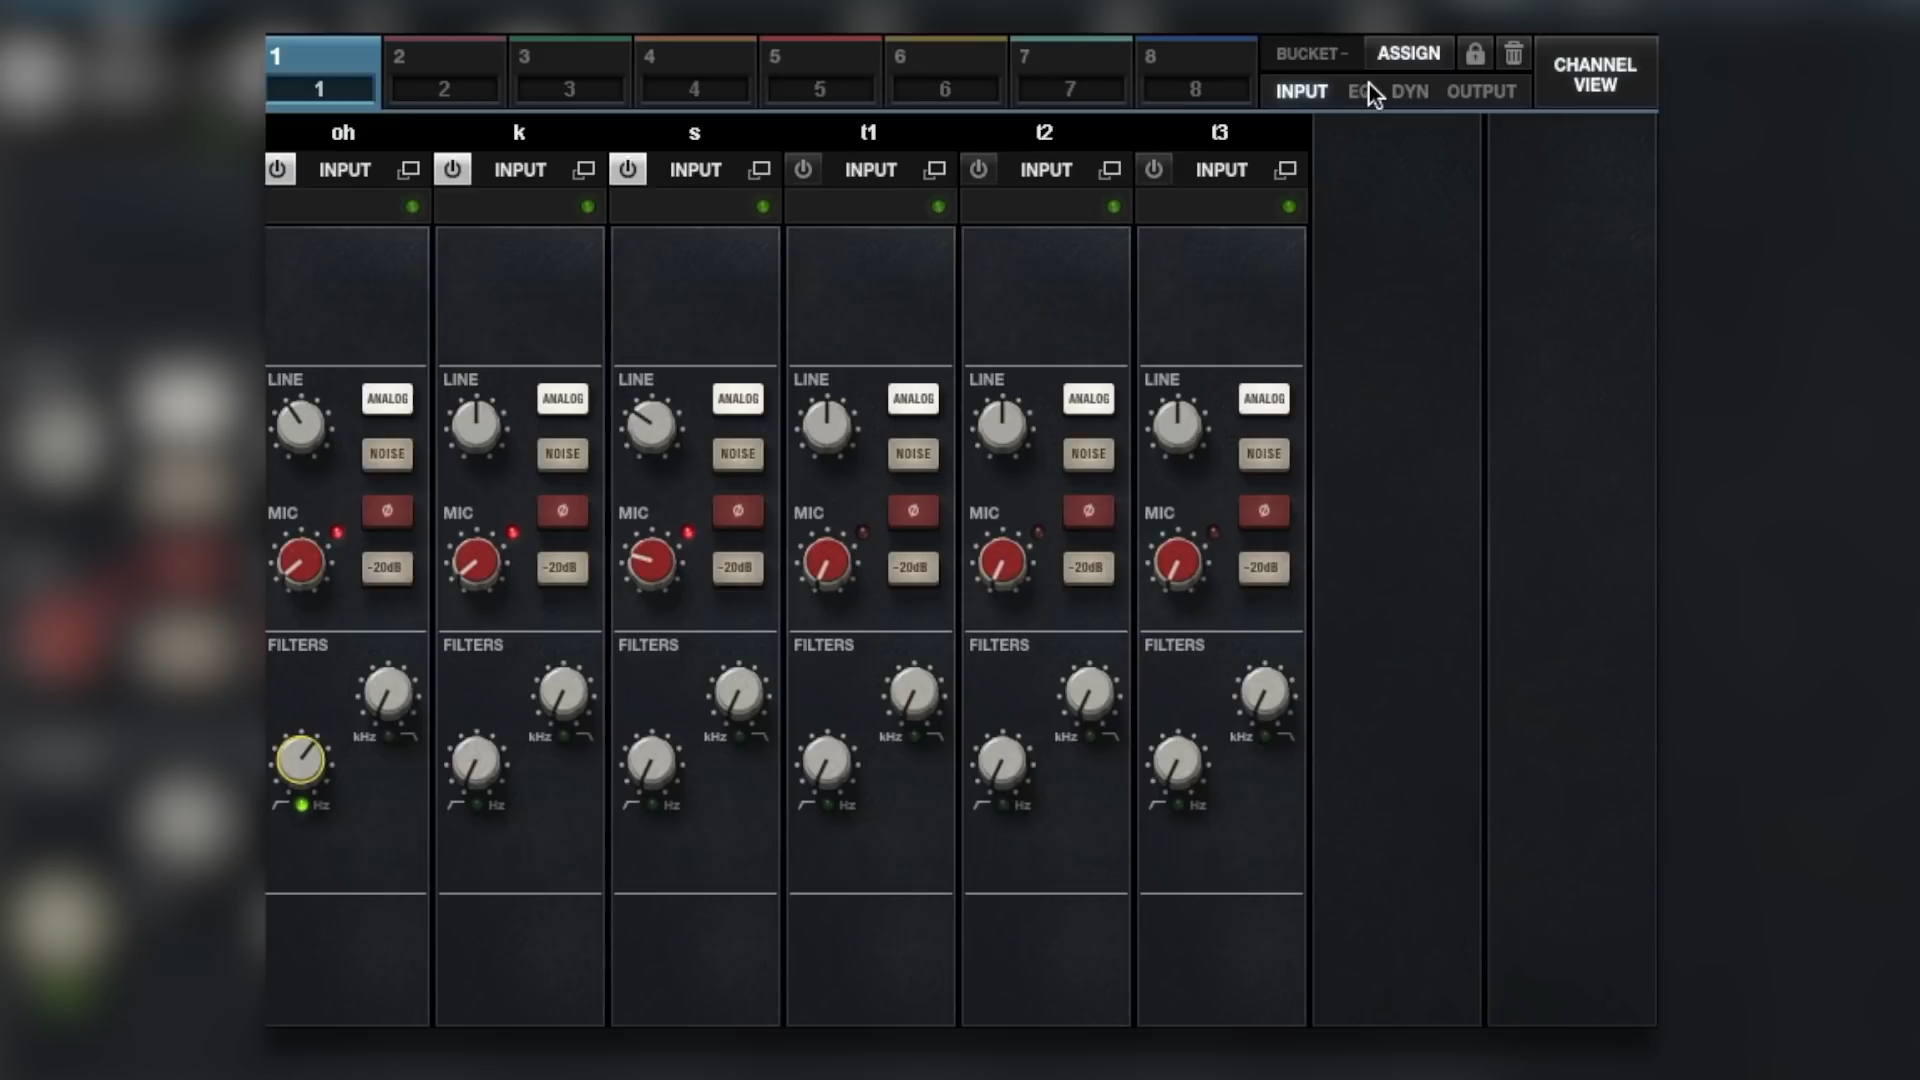 1 2 3 4 5 6 7 8 BUCKET ASSIGN
1 2 3 4 5 6 7 8 INPUT DYN OUTPUT
CHANNEL
VIEW
oh k s t1 t2 t3
INPUT INPUT INPUT INPUT INPUT INPUT
LINE LINE LINE LINE LINE LINE
ANALOG ANALOG ANALOG ANALOG ANALOG ANALOG
NOISE NOISE NOISE NOISE NOISE NOISE
MIC Ø MIC Ø MIC Ø MIC Ø MIC Ø MIC Ø
-20dB -20dB -20dB -20dB -20dB -20dB
FILTERS FILTERS FILTERS FILTERS FILTERS FILTERS
kHz kHz kHz kHz kHz kHz
Hz Hz Hz Hz Hz Hz